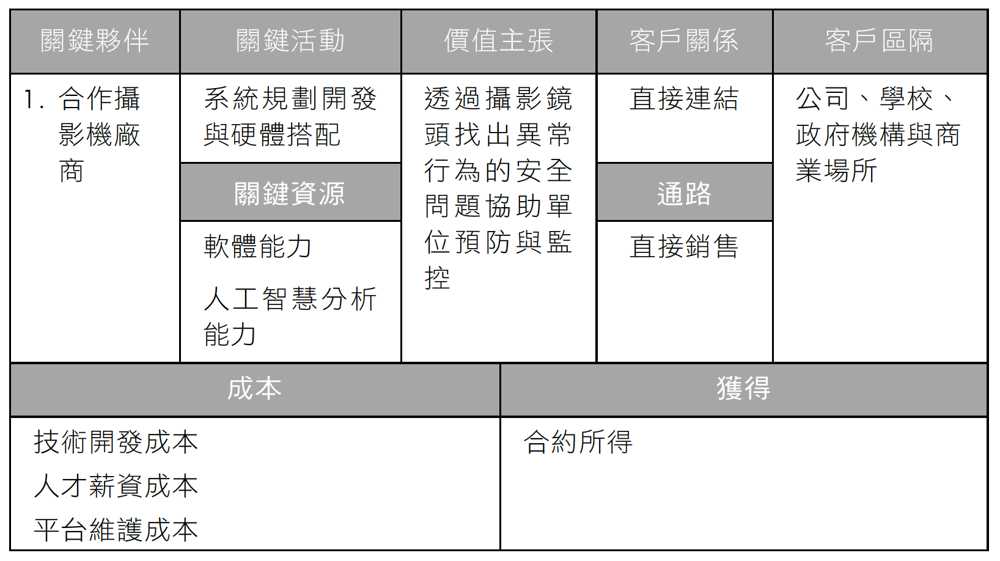 關鍵夥伴
關鍵活動
價值主張
客戶關係
客戶區隔
1. 合作攝
影機廠
商
系統規劃開發
與硬體搭配
關鍵資源
軟體能力
人工智慧分析
能力
透過攝影鏡
頭找出異常
行為的安全
問題協助單
位預防與監
控
直接連結
通路
直接銷售
公司、學校、
政府機構與商
業場所
成本
技術開發成本
人才薪資成本
平台維護成本
獲得
合約所得